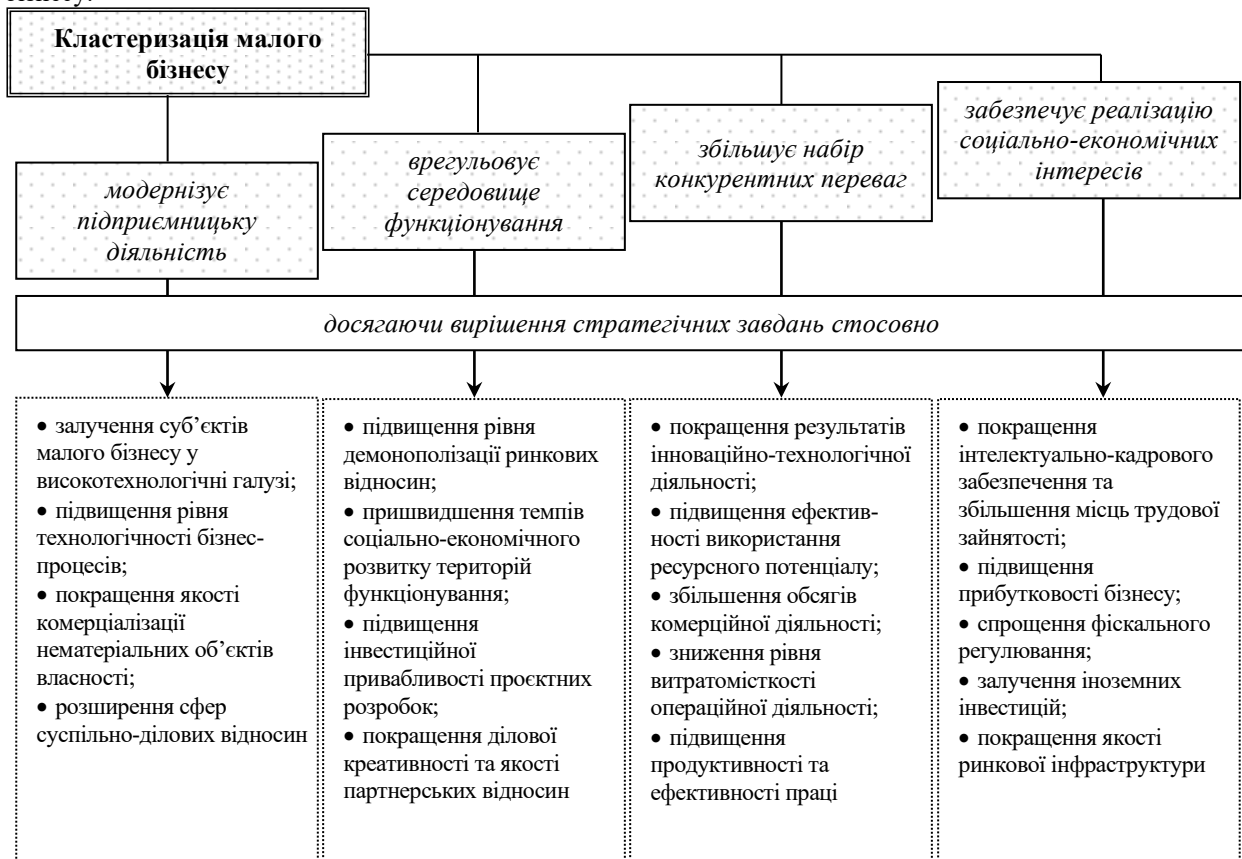 Кластеризація малого
бізнесу
модернізує
підприємницьку
діяльність
врегульовує
середовище
функціонування
збільшує набір
конкурентних переваг
забезпечує реалізацію
соціально-економічних
інтересів
досягаючи вирішення стратегічних завдань стосовно
• залучення суб’єктів
малого бізнесу у
високотехнологічні галузі;
• підвищення рівня
технологічності бізнес-
процесів;
• покращення якості
комерціалізації
нематеріальних об’єктів
власності;
• розширення сфер
суспільно-ділових відносин
• підвищення рівня
демонополізації ринкових
відносин;
• пришвидшення темпів
соціально-економічного
розвитку територій
функціонування;
• підвищення
інвестиційної
привабливості проєктних
розробок;
• покращення ділової
креативності та якості
партнерських відносин
• покращення результатів
інноваційно-технологічної
діяльності;
• підвищення ефектив-
ності використання
ресурсного потенціалу;
• збільшення обсягів
комерційної діяльності;
• зниження рівня
витратомісткості
операційної діяльності;
• підвищення
продуктивності та
ефективності праці
• покращення
інтелектуально-кадрового
забезпечення та
збільшення місць трудової
зайнятості;
• підвищення
прибутковості бізнесу;
• спрощення фіскального
регулювання;
• залучення іноземних
інвестицій;
• покращення якості
ринкової інфраструктури